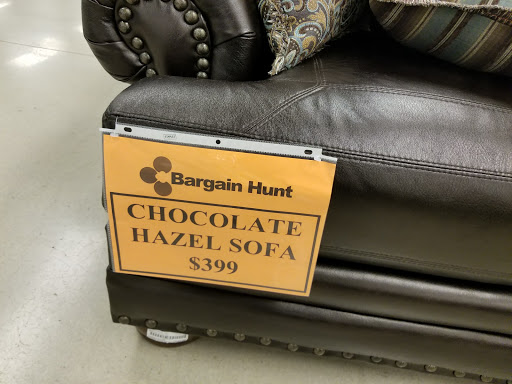 Bargain Hunt
CHOCOLATE
HAZEL SOFA
$399